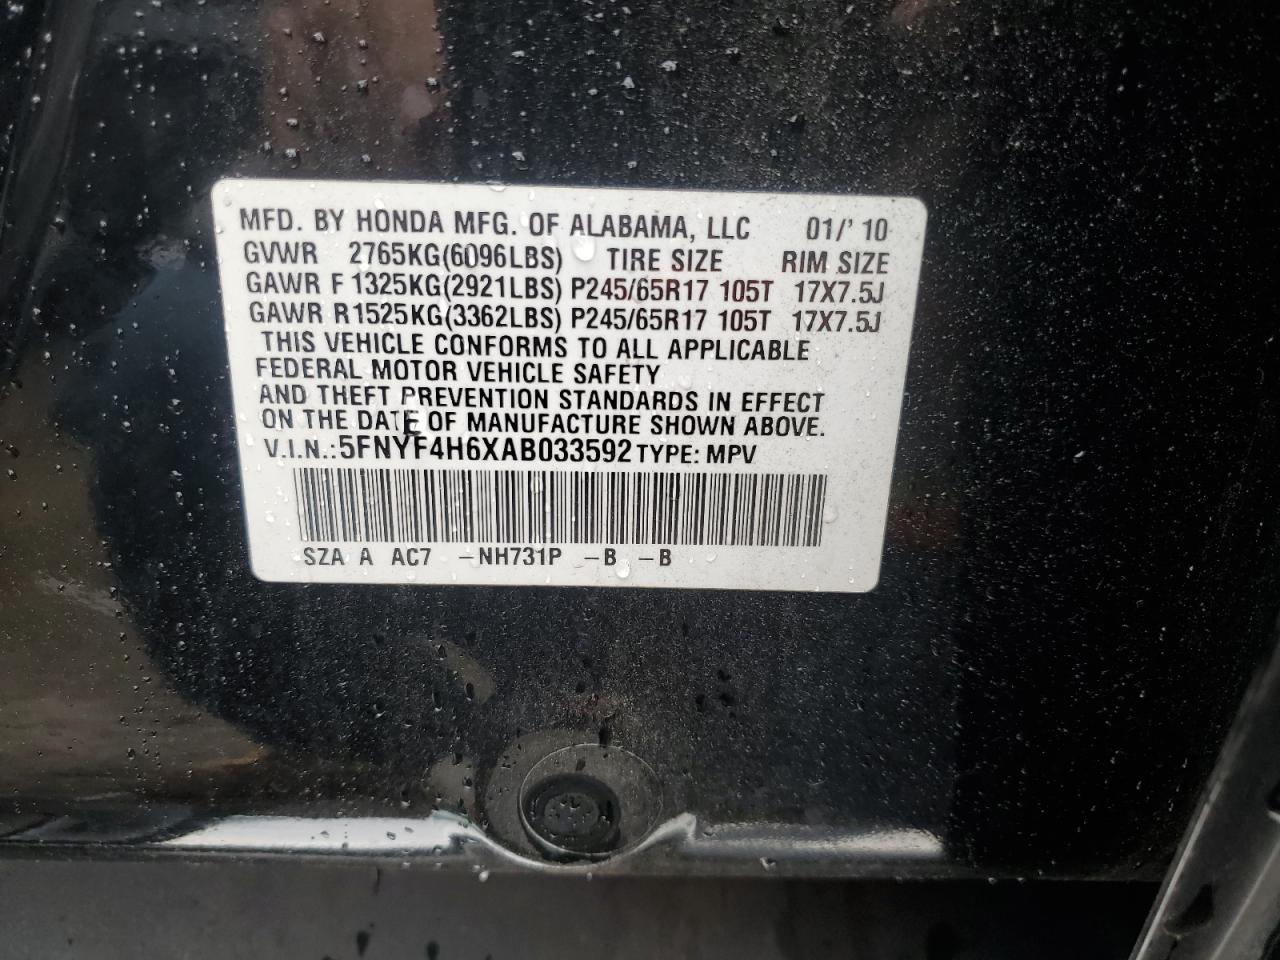 MFD. BY HONDA MFG. OF ALABAMA, LLC 01/'10
GVWR 2765KG(6096LBS) TIRE SIZE RIM SIZE
GAWR F 1325KG(2921LBS) P245/65R17 105T 17X7.5J
GAWR R1525KG(3362LBS) P245/65R17 105T 17X7.5J
THIS VEHICLE CONFORMS TO ALL APPLICABLE
FEDERAL MOTOR VEHICLE SAFETY
AND THEFT PREVENTION STANDARDS IN EFFECT
ON THE DATE OF MANUFACTURE SHOWN ABOVE.
V.I.N.:5FNYF4H6XAB033592 TYPE: MPV
SZA A AC7 -NH731P -B -B